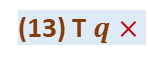 (13) T q ×